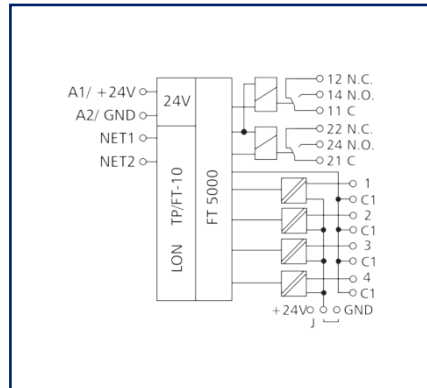 A1/ +24V
A2/ GND
NET1
NET2
24V
LON TP/FT-10
FT 5000
12 N.C.
14 N.O.
11 C
22 N.C.
24 N.O.
21 C
1
C1
2
C1
3
C1
4
C1
+24V
GND
J